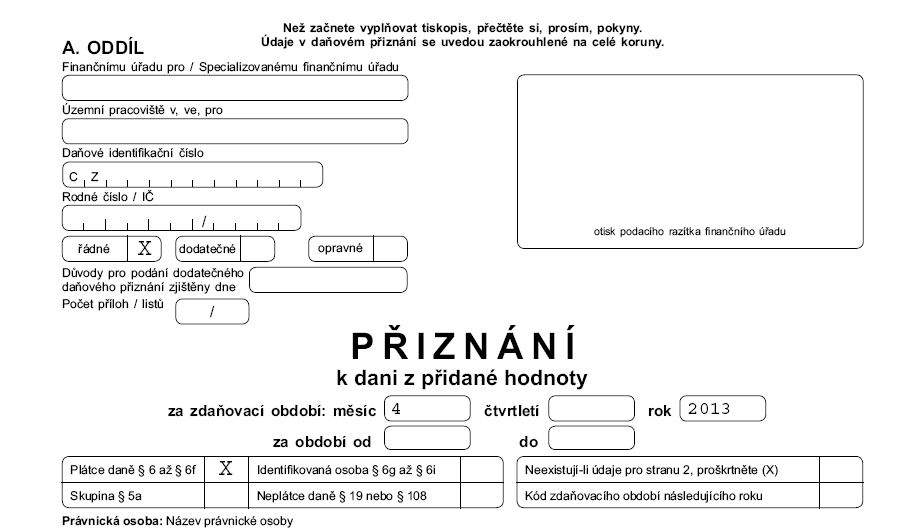 Než začnete vyplňovat tiskopis, přečtěte si, prosím, pokyny.
Údaje v daňovém přiznání se uvedou zaokrouhlené na celé koruny.
A. ODDÍL
Finančnímu úřadu pro / Specializovanému finančnímu úřadu
Územní pracoviště v, ve, pro
Daňové identifikační číslo
C Z
Rodné číslo / IČ
/
otisk podacího razítka finančního úřadu
řádné X dodatečné opravné
Důvody pro podání dodatečného
daňového přiznání zjištěny dne
Počet příloh / listů /
PŘIZNÁNÍ
k dani z přidané hodnoty
za zdaňovací období: měsíc 4 čtvrtletí rok 2013
za období od do
Plátce daně § 6 až § 6f X Identifikovaná osoba § 6g až § 6i Neexistují-li údaje pro stranu 2, proškrtněte (X)
Skupina § 5a Neplátce daně § 19 nebo § 108 Kód zdaňovacího období následujícího roku
Právnická osoba: Název právnické osoby